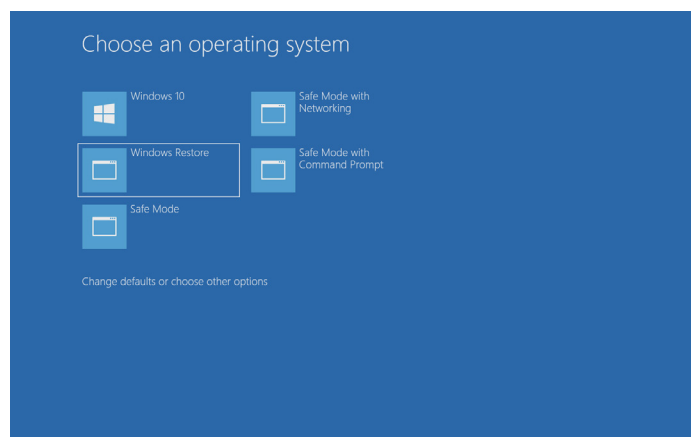 Choose an operating system
Windows 10
Windows Restore
Safe Mode
Safe Mode with
Networking
Safe Mode with
Command Prompt
Change defaults or choose other options